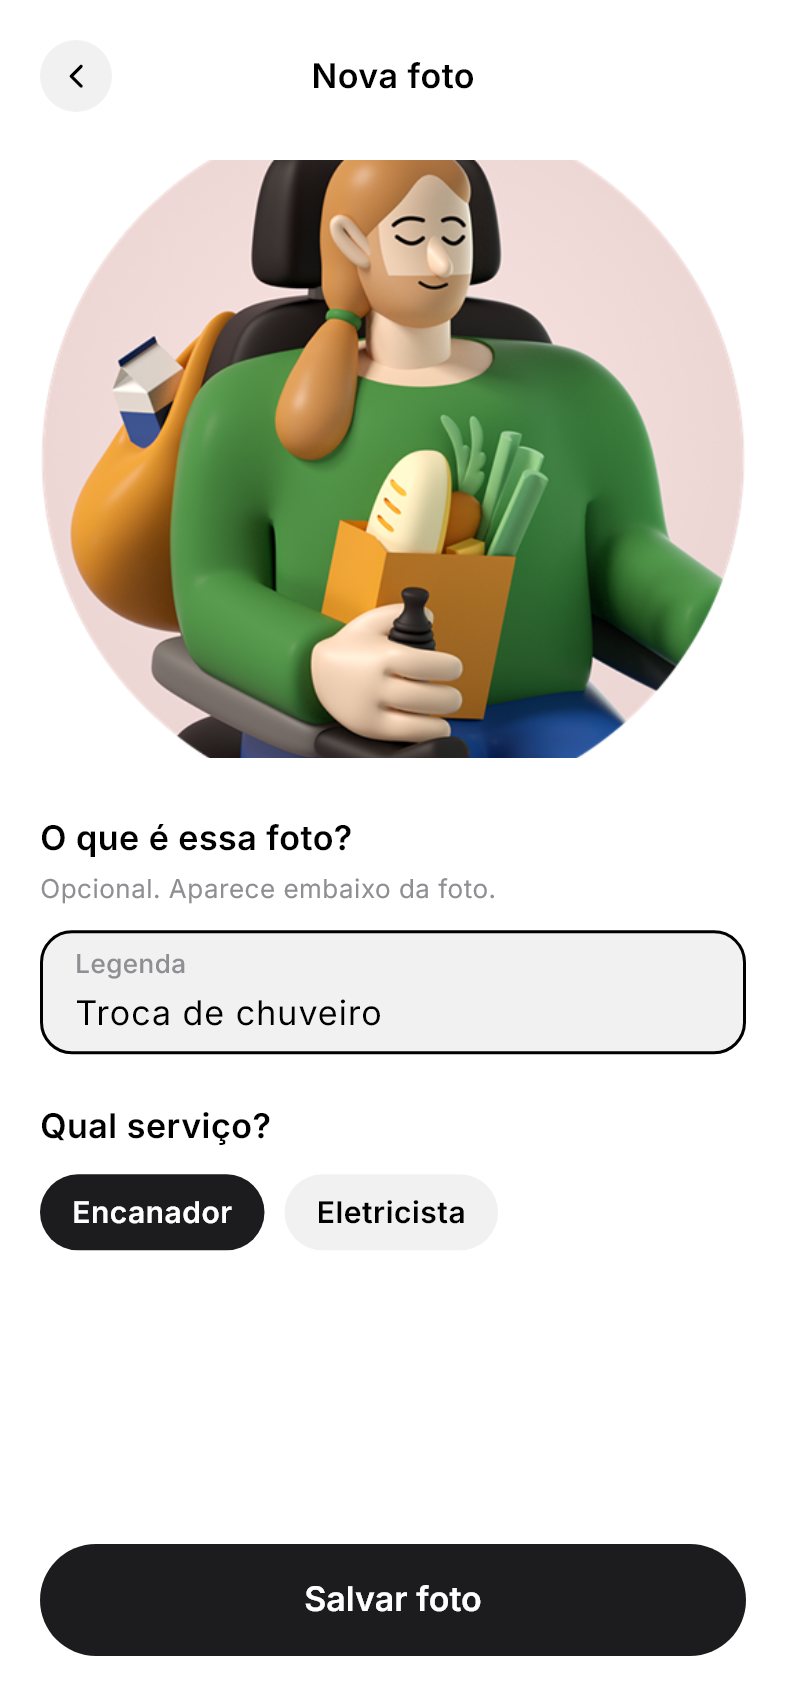 Nova foto
O que é essa foto?
Opcional. Aparece embaixo da foto.
Legenda
Troca de chuveiro
Qual serviço?
Encanador
Eletricista
Salvar foto